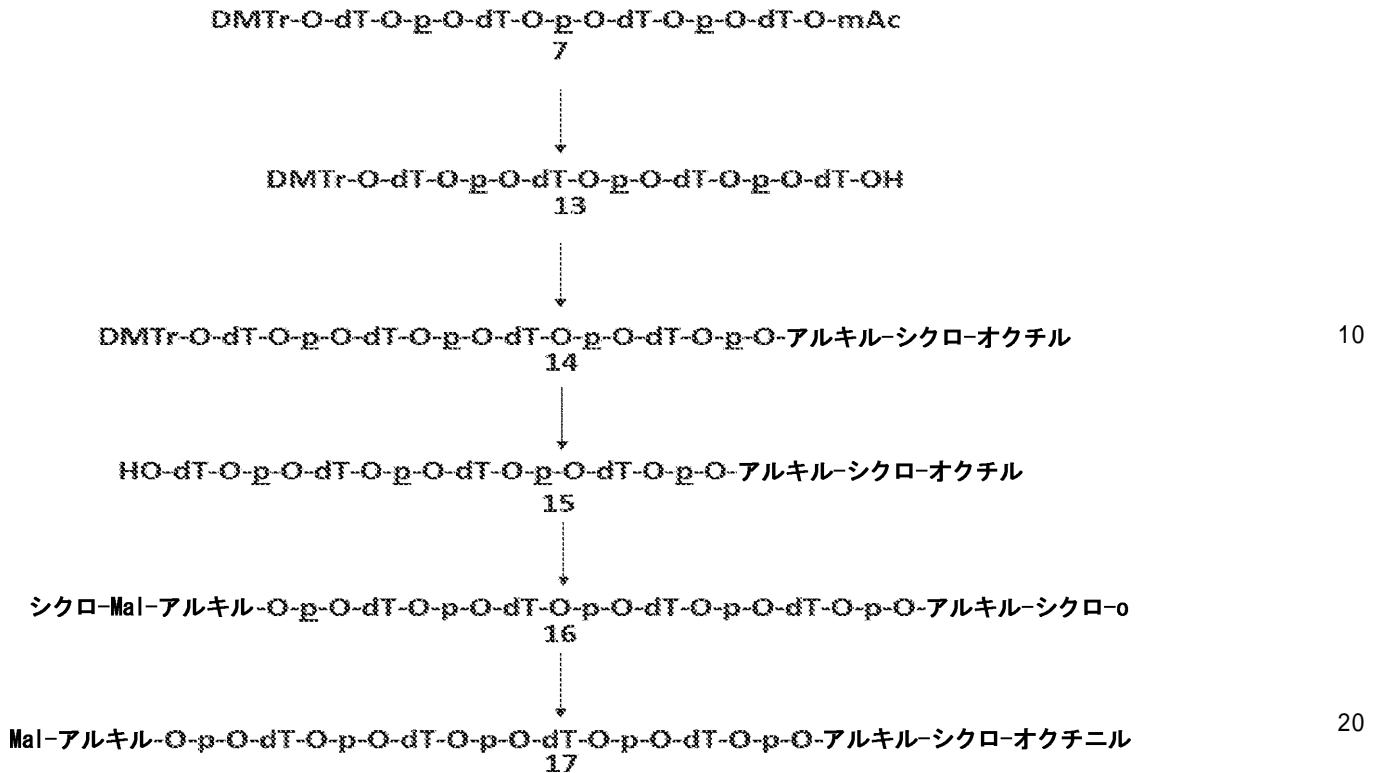 DMTr-O-dT-O-p-O-dT-O-p-O-dT-O-p-O-dT-O-mAc
7
DMTr-O-dT-O-p-O-dT-O-p-O-dT-O-p-O-dT-OH
13
DMTr-O-dT-O-p-O-dT-O-p-O-dT-O-p-O-dT-O-p-O-アルキル-シクロ-オクチル 10
14
HO-dT-O-p-O-dT-O-p-O-dT-O-p-O-dT-O-p-O-アルキル-シクロ-オクチル
15
シクロ-Mal-アルキル-O-p-O-dT-O-p-O-dT-O-p-O-dT-O-p-O-dT-O-p-O-アルキル-シクロ-o
16
Mal-アルキル-O-p-O-dT-O-p-O-dT-O-p-O-dT-O-p-O-dT-O-p-O-アルキル-シクロ-オクチニル 20
17